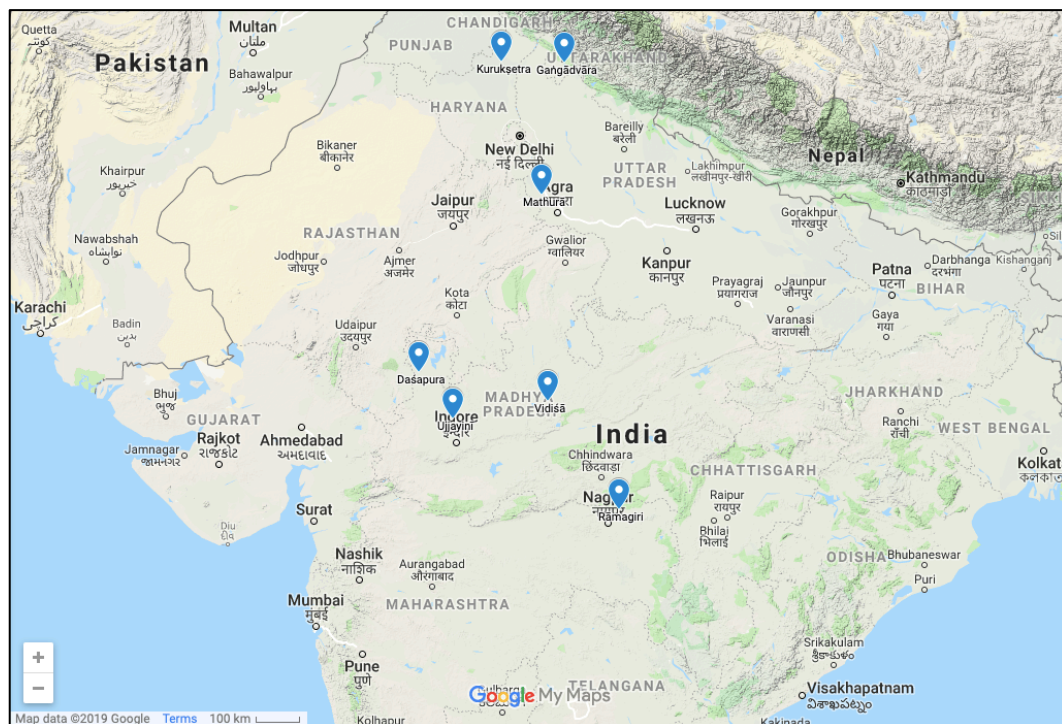 CHANDIGARH
Quetta
کوئٹہ
Multan
ملتان
PUNJAB
Pakistan
Kurukṣetra
Gaṅgādvāra
UTTARAKHAND
Bahawalpur
بہاولپور
HARYANA
Bareilly
बरेली
Bikaner
बीकानेर
New Delhi
नई दिल्ली
Nepal
UTTAR
PRADESH
Lakhimpur
लखीमपुर-खीरी
Kathmandu
काठमाडौं
Khairpur
خیرپور
Mathurā
Agra
Jaipur
जयपुर
Lucknow
लखनऊ
Gorakhpur
गोरखपुर
RAJASTHAN
Nawabshah
نوابشاه
Gwalior
ग्वालियर
Jodhpur
जोधपुर
Ajmer
अजमेर
Kanpur
कानपुर
Patna
पटना
Darbhanga
दरभंगा
Kishanganj
BIHAR
Prayagraj
प्रयागराज
Jaunpur
जौनपुर
Karachi
کراچی
Kota
कोटा
Badin
بدین
Varanasi
वाराणसी
Gaya
गया
Udaipur
उदयपुर
Daśapura
MADHYA
PRADESH
Vidiśā
Bhuj
ભુજ
GUJARAT
Ujjayinī
Indore
JHARKHAND
Ranchi
राँची
WEST BENGAL
India
Rajkot
રાજકોટ
Ahmedabad
અમદાવાદ
Jamnagar
જામનગર
Kolkata
Chhindwara
छिंदवाड़ा
CHHATTISGARH
Nagpur
Rāmagiri
Raipur
रायपुर
Surat
Bhilai
भिलाई
Diu
દીવ
ODISHA
Nashik
नाशिक
Aurangabad
औरंगाबाद
Bhubaneswar
Puri
Mumbai
मुंबई
MAHARASHTRA
Srikakulam
శ్రీకాకుళం
Pune
पुणे
+
−
Google My Maps
TELANGANA
Visakhapatnam
విశాఖపట్నం
Kolhapur
Kakinada
Map data ©2019 Google Terms 100 km